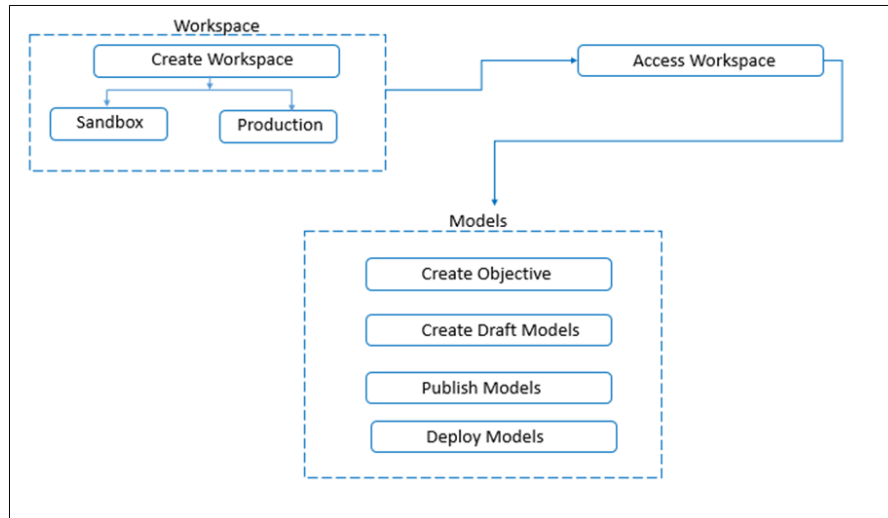 Workspace
Create Workspace
Sandbox
Production
Access Workspace
Models
Create Objective
Create Draft Models
Publish Models
Deploy Models